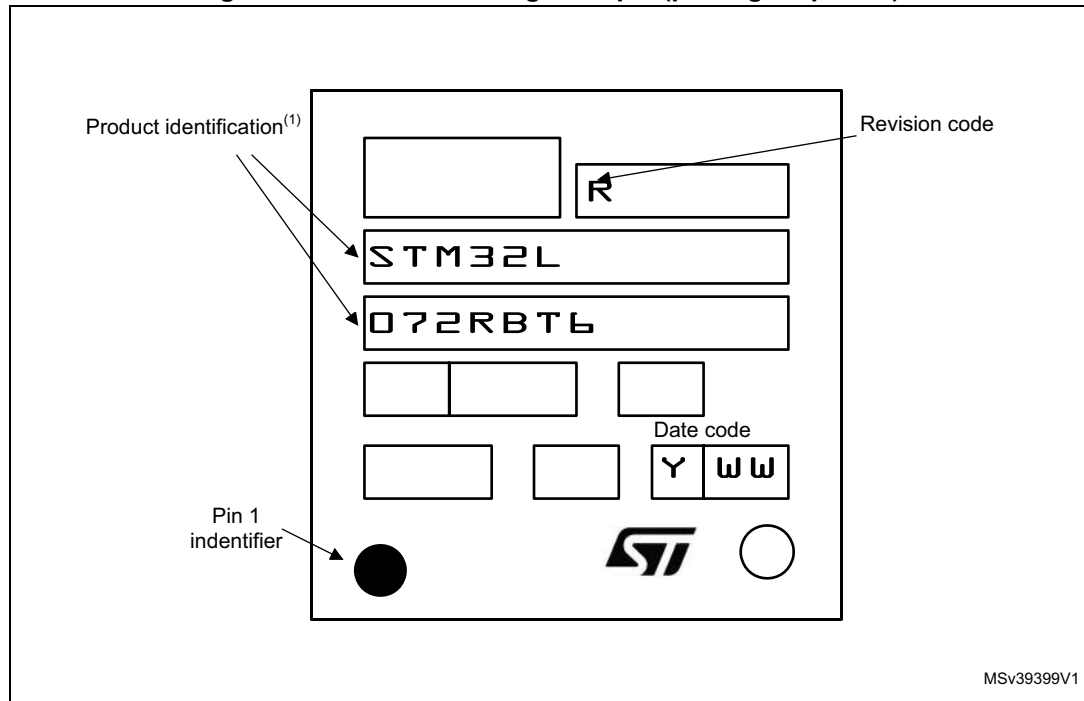 Product identification(1)
Revision code
R
STM32L
072RBT6
Date code
Y WW
Pin 1
indentifier
ST
MSv39399V1